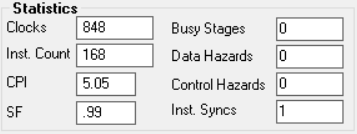 Statistics
Clocks 848 Busy Stages 0
Inst. Count 168 Data Hazards 0
CPI 5.05 Control Hazards 0
SF .99 Inst. Syncs 1